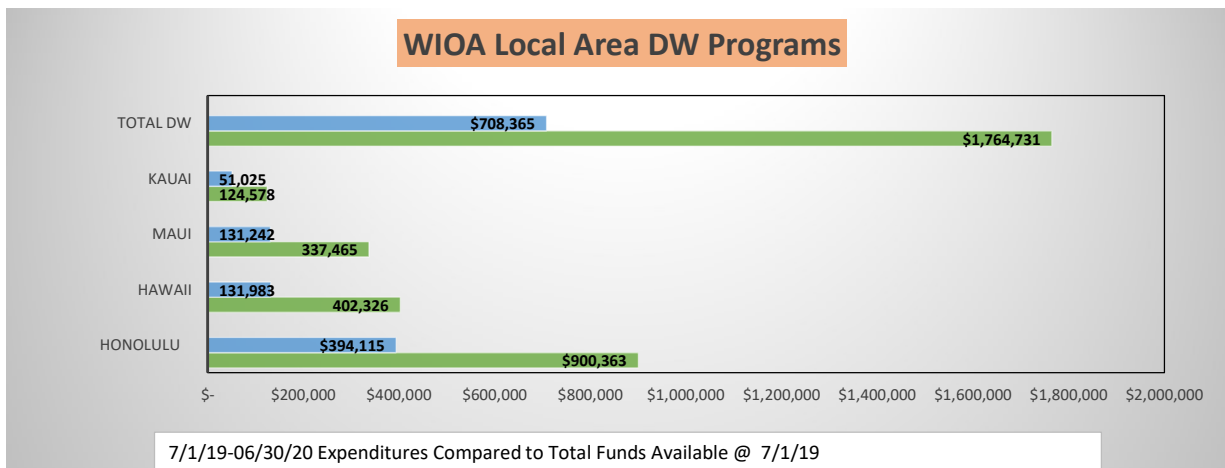 WIOA Local Area DW Programs
TOTAL DW
$708,365
$1,764,731
KAUAI
51,025
124,578
MAUI
131,242
337,465
HAWAII
131,983
402,326
HONOLULU
$394,115
$900,363
$- $200,000 $400,000 $600,000 $800,000 $1,000,000 $1,200,000 $1,400,000 $1,600,000 $1,800,000 $2,000,000
7/1/19-06/30/20 Expenditures Compared to Total Funds Available @ 7/1/19